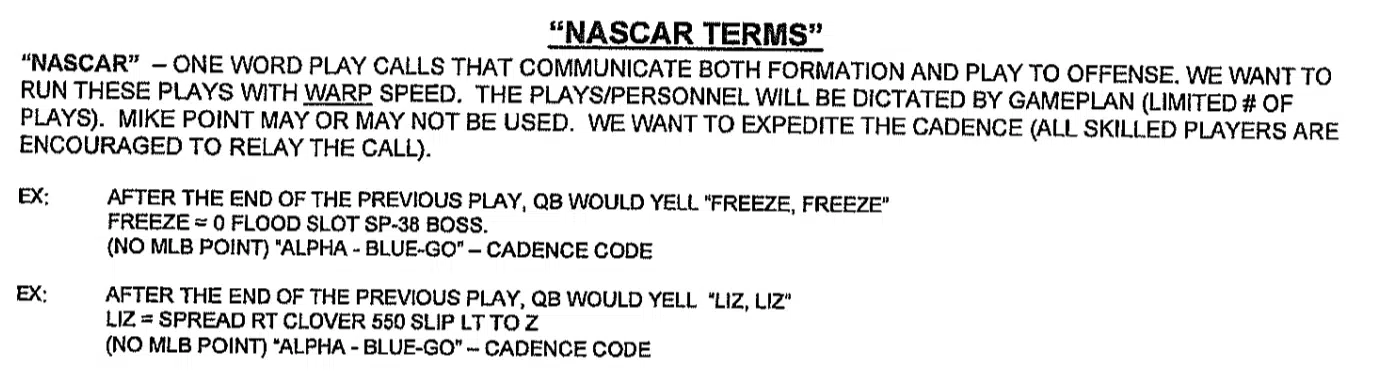 “NASCAR TERMS”
“NASCAR” – ONE WORD PLAY CALLS THAT COMMUNICATE BOTH FORMATION AND PLAY TO OFFENSE. WE WANT TO
RUN THESE PLAYS WITH WARP SPEED. THE PLAYS/PERSONNEL WILL BE DICTATED BY GAMEPLAN (LIMITED # OF
PLAYS). MIKE POINT MAY OR MAY NOT BE USED. WE WANT TO EXPEDITE THE CADENCE (ALL SKILLED PLAYERS ARE
ENCOURAGED TO RELAY THE CALL).
EX: AFTER THE END OF THE PREVIOUS PLAY, QB WOULD YELL "FREEZE, FREEZE"
FREEZE = 0 FLOOD SLOT SP-38 BOSS.
(NO MLB POINT) "ALPHA - BLUE-GO" – CADENCE CODE
EX: AFTER THE END OF THE PREVIOUS PLAY, QB WOULD YELL "LIZ, LIZ"
LIZ = SPREAD RT CLOVER 550 SLIP LT TO Z
(NO MLB POINT) "ALPHA - BLUE-GO" – CADENCE CODE